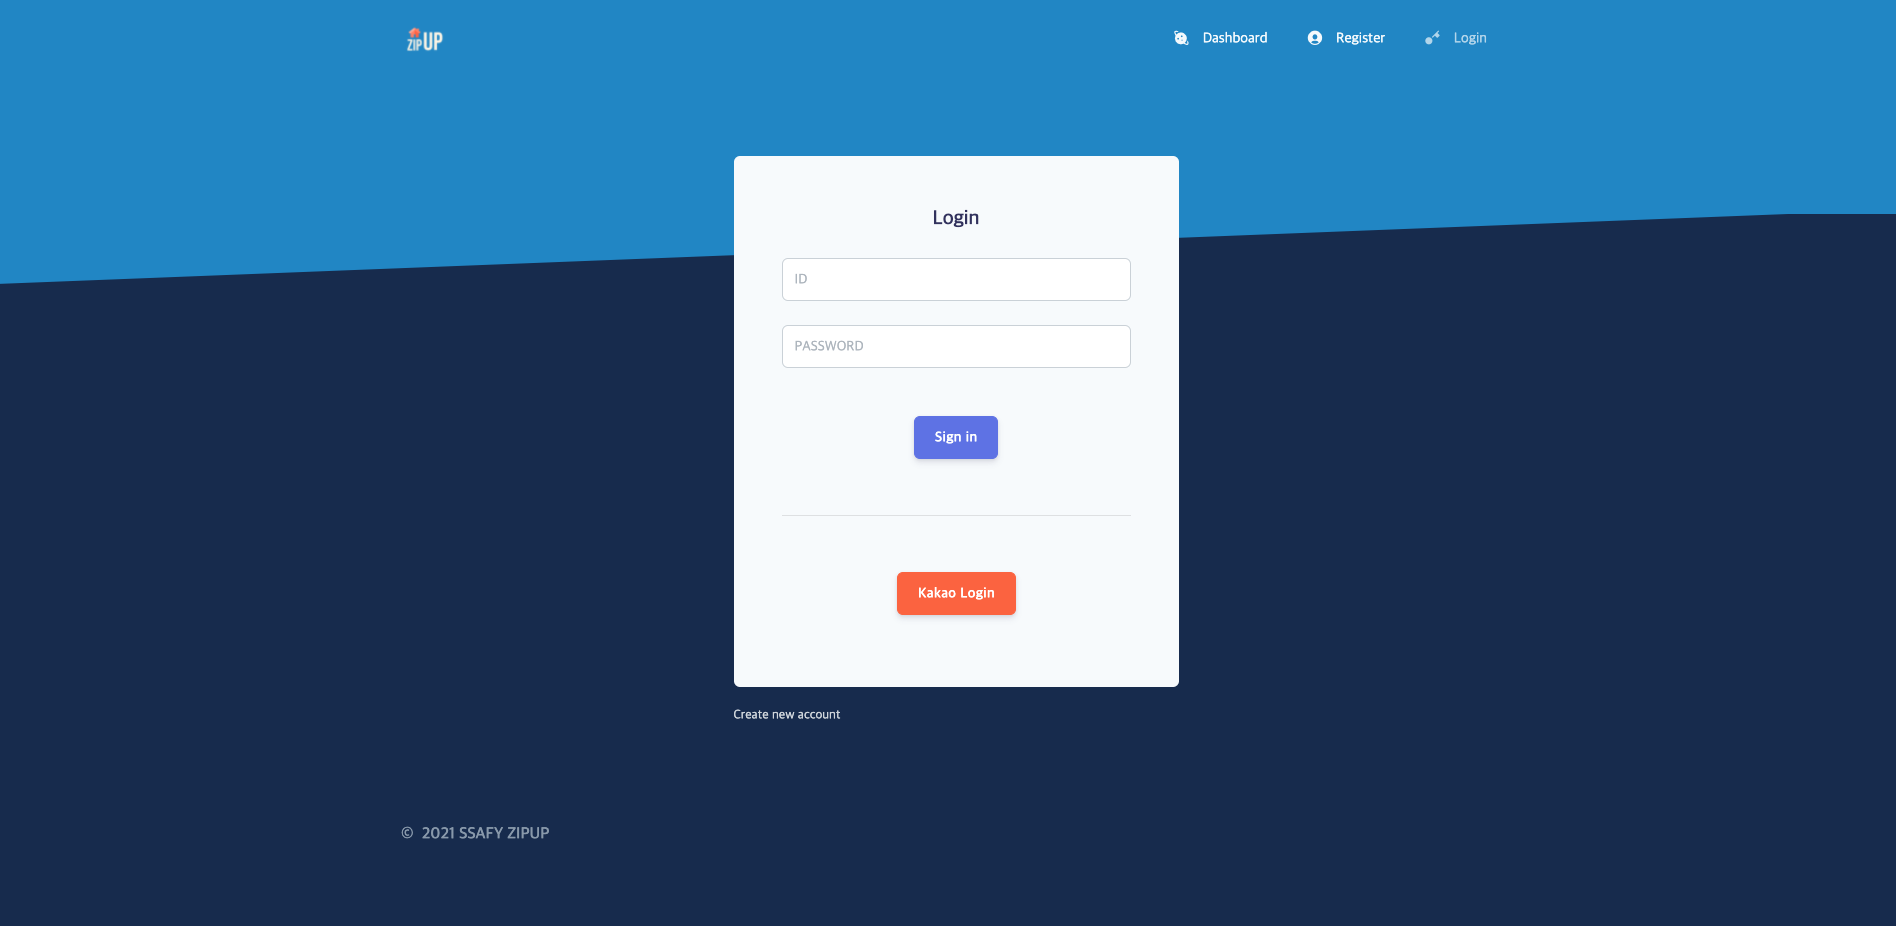 ZIPUP
Dashboard
Register
Login
Login
ID
PASSWORD
Sign in
Kakao Login
Create new account
© 2021 SSAFY ZIPUP